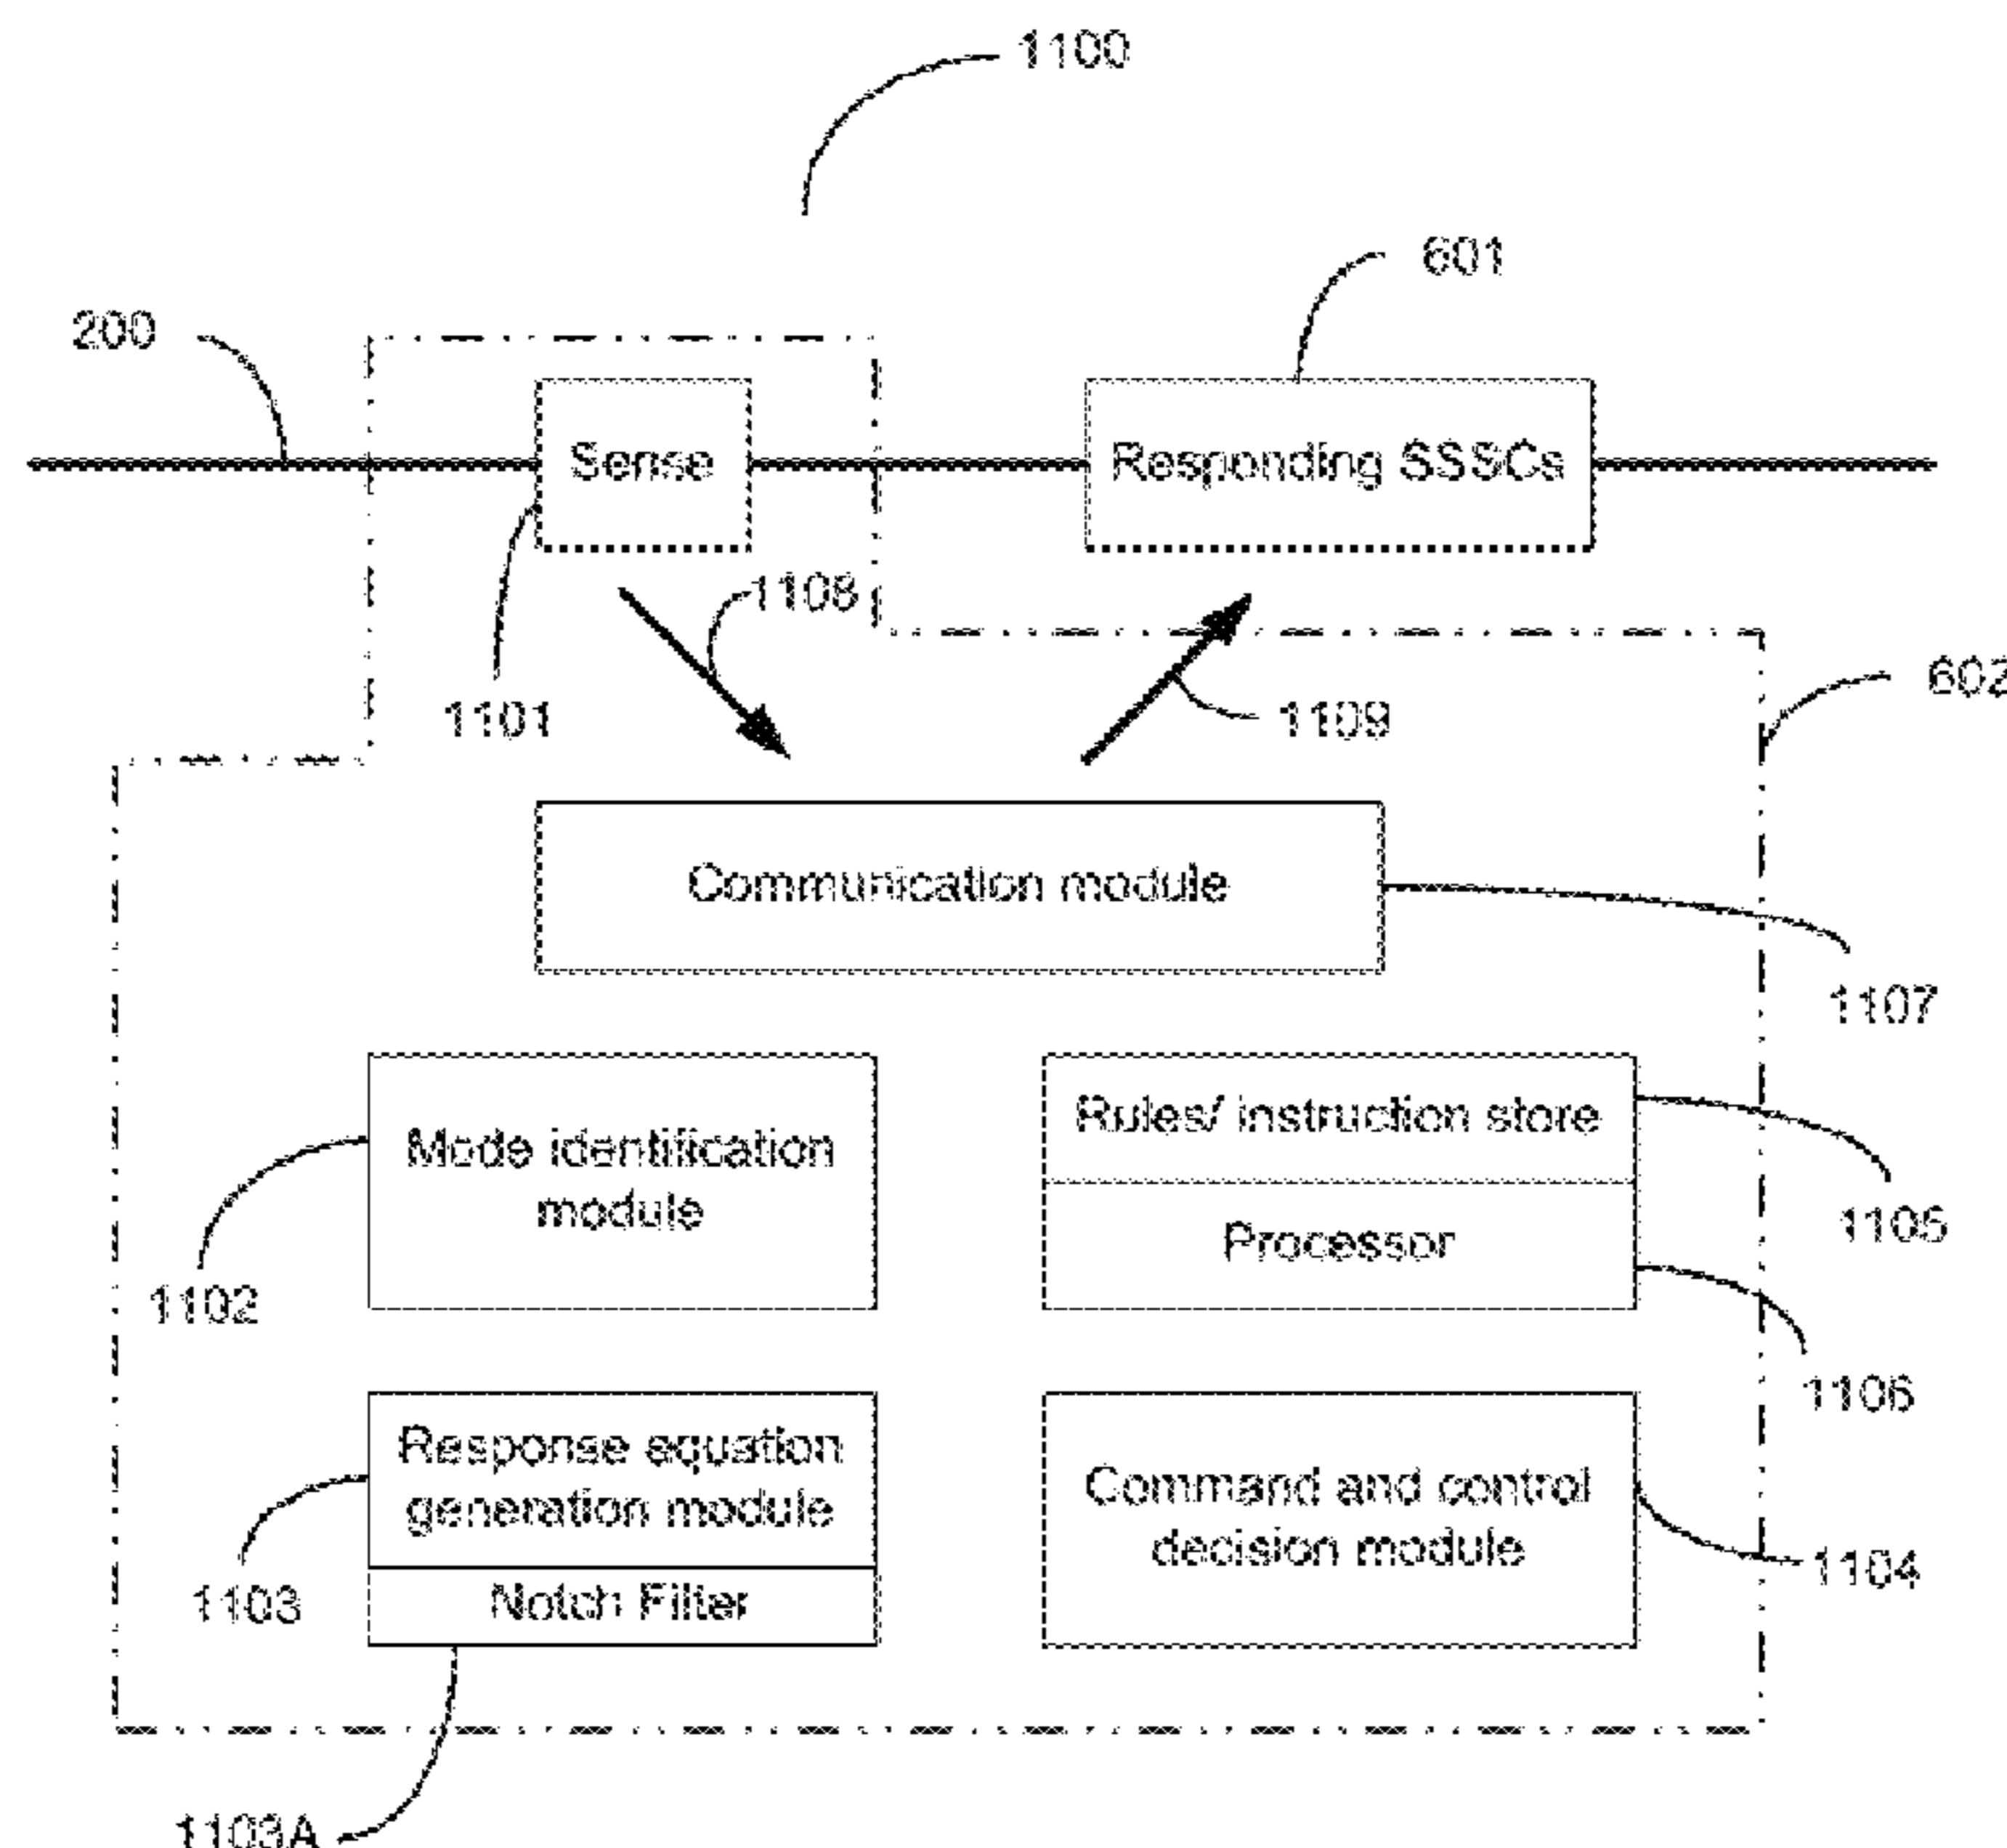 1100
601
200
Sense
Responding SSSCs
1108
602
1101
1109
Communication module
1107
Mode identification
module
Rules/ instruction store
1105
Processor
1102
1106
Response equation
generation module
Command and control
decision module
1104
1103
Notch Filter
1103A